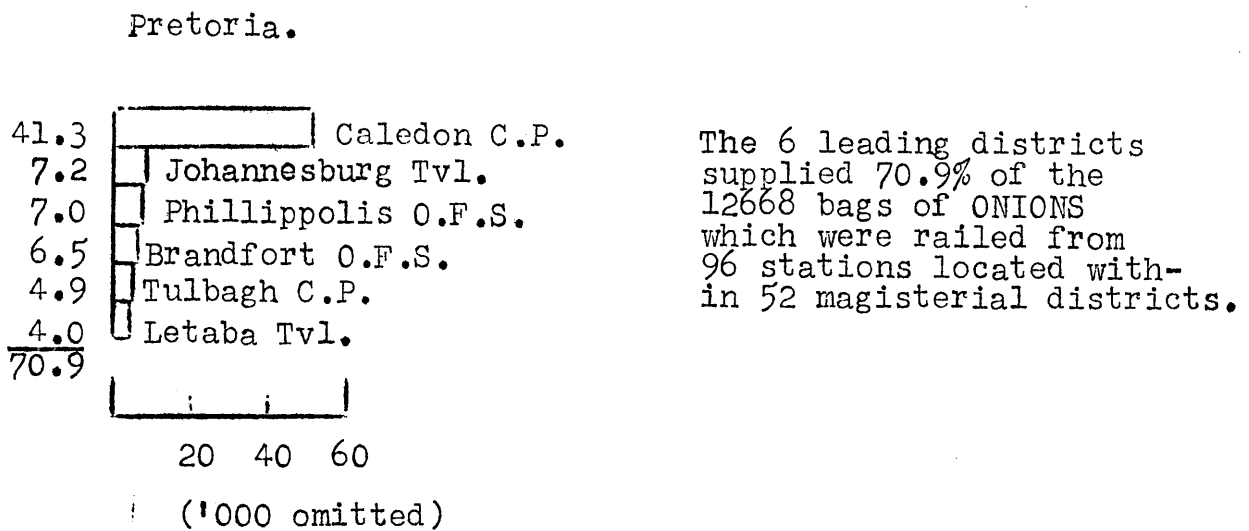 Pretoria.
41.3 Caledon C.P.
7.2 Johannesburg Tvl.
7.0 Phillippolis O.F.S.
6.5 Brandfort O.F.S.
4.9 Tulbagh C.P.
4.0 Letaba Tvl.
70.9
20 40 60
('000 omitted)
The 6 leading districts
supplied 70.9% of the
12668 bags of ONIONS
which were railed from
96 stations located with-
in 52 magisterial districts.